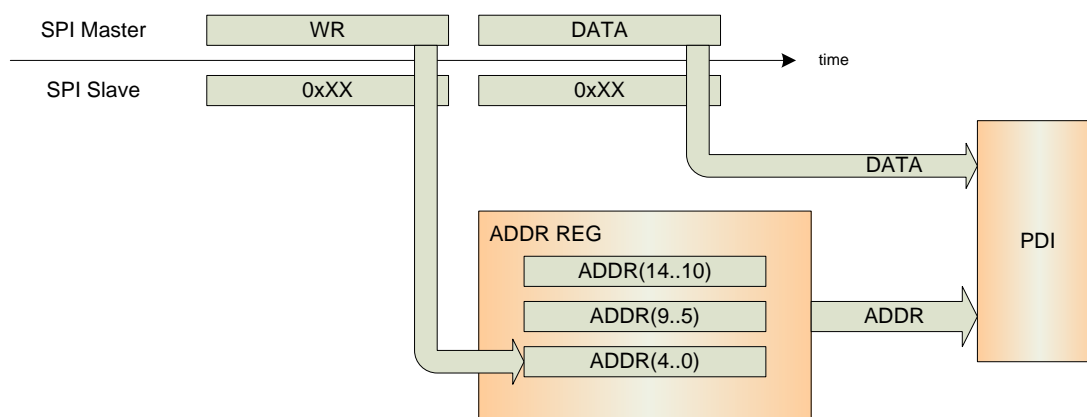 SPI Master WR DATA
time
SPI Slave 0xXX 0xXX
DATA
ADDR REG
PDI
ADDR(14..10)
ADDR(9..5)
ADDR
ADDR(4..0)